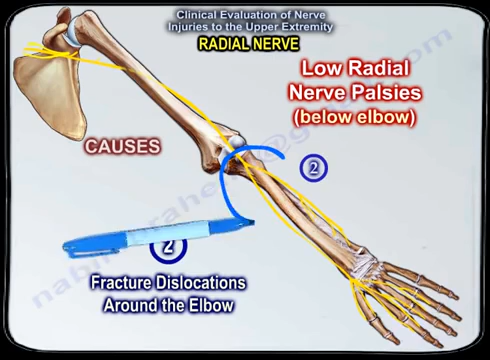 Clinical Evaluation of Nerve
Injuries to the Upper Extremity
RADIAL NERVE
Low Radial
Nerve Palsies
(below elbow)
CAUSES
2
2
Fracture Dislocations
Around the Elbow